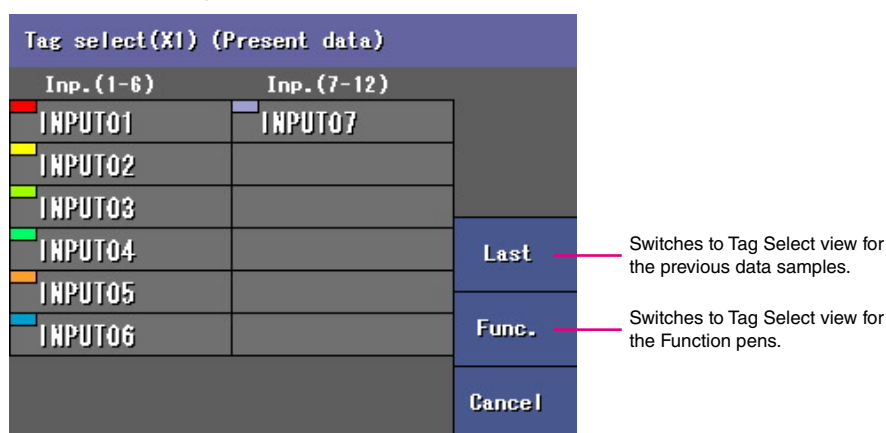 Tag select(X1) (Present data)
Inp.(1-6) Inp.(7-12)
INPUT01 INPUT07
INPUT02
INPUT03
INPUT04
Last
Switches to Tag Select view for
the previous data samples.
INPUT05
INPUT06
Func.
Switches to Tag Select view for
the Function pens.
Cancel